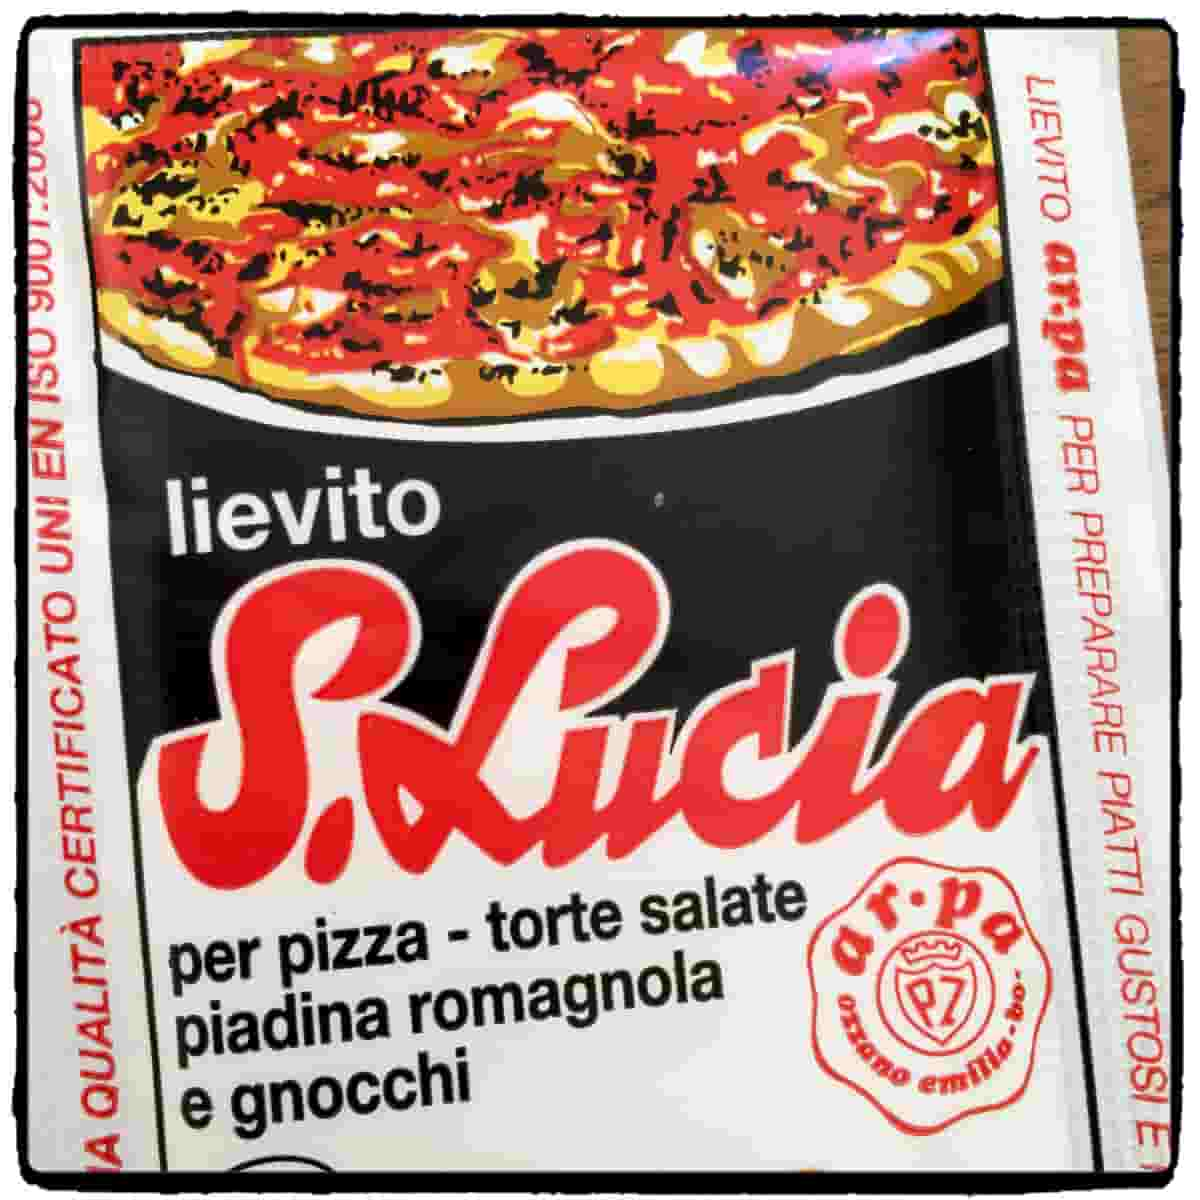 lievito
S. Lucia
per pizza - torte salate
piadina romagnola
e gnocchi
ar·pa
PZ
ozzano emilia-bo-
QUALITÀ CERTIFICATO UNI EN ISO 9001:2000
LIEVITO ar.pa PER PREPARARE PIATTI GUSTOSI E